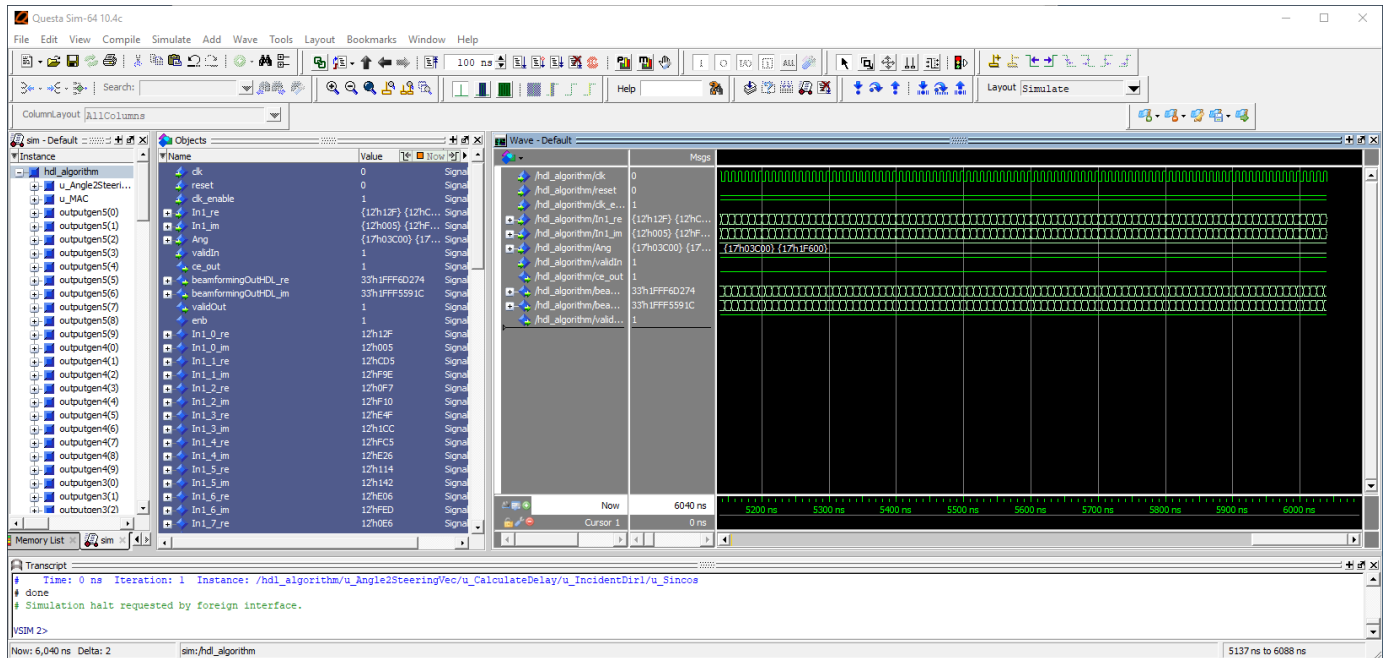 Questa Sim-64 10.4c
File Edit View Compile Simulate Add Wave Tools Layout Bookmarks Window Help
100 ns
Help
Search:
Layout Simulate
ColumnLayout AllColumns
sim - Default
Instance
hdl_algorithm
u_Angle2Steeri...
u_MAC
outputgen5(0)
outputgen5(1)
outputgen5(2)
outputgen5(3)
outputgen5(4)
outputgen5(5)
outputgen5(6)
outputgen5(7)
outputgen5(8)
outputgen5(9)
outputgen4(0)
outputgen4(1)
outputgen4(2)
outputgen4(3)
outputgen4(4)
outputgen4(5)
outputgen4(6)
outputgen4(7)
outputgen4(8)
outputgen4(9)
outputgen3(0)
outputgen3(1)
outputgen3(2)
Memory List
sim
Objects
Name Value Now
clk 0 Signal
reset 0 Signal
clk_enable 1 Signal
In1_re {12'h12F} {12'hC... Signal
In1_im {12'h005} {12'hF... Signal
Ang {17'h03C00} {17'... Signal
validIn 1 Signal
ce_out 1 Signal
beamformingOutHDL_re 33'h1FFF6D274 Signal
beamformingOutHDL_im 33'h1FFF5591C Signal
validOut 1 Signal
enb 1 Signal
In1_0_re 12'h12F Signal
In1_0_im 12'h005 Signal
In1_1_re 12'hCD5 Signal
In1_1_im 12'hF9E Signal
In1_2_re 12'h0F7 Signal
In1_2_im 12'hF10 Signal
In1_3_re 12'hE4F Signal
In1_3_im 12'h1CC Signal
In1_4_re 12'hFC5 Signal
In1_4_im 12'hE26 Signal
In1_5_re 12'h114 Signal
In1_5_im 12'h142 Signal
In1_6_re 12'hE06 Signal
In1_6_im 12'hFED Signal
In1_7_re 12'h0E6 Signal
Wave - Default
Msgs
/hdl_algorithm/clk 0
/hdl_algorithm/reset 0
/hdl_algorithm/clk_e... 1
/hdl_algorithm/In1_re {12'h12F} {12'hC...
/hdl_algorithm/In1_im {12'h005} {12'hF...
/hdl_algorithm/Ang {17'h03C00} {17'... {17'h03C00} {17'h1F600}
/hdl_algorithm/validIn 1
/hdl_algorithm/ce_out 1
/hdl_algorithm/bea... 33'h1FFF6D274
/hdl_algorithm/bea... 33'h1FFF5591C
/hdl_algorithm/valid... 1
Now 6040 ns
5200 ns 5300 ns 5400 ns 5500 ns 5600 ns 5700 ns 5800 ns 5900 ns 6000 ns
Cursor 1 0 ns
Transcript
# Time: 0 ns Iteration: 1 Instance: /hdl_algorithm/u_Angle2SteeringVec/u_CalculateDelay/u_IncidentDir1/u_Sincos
# done
# Simulation halt requested by foreign interface.
VSIM 2>
Now: 6,040 ns Delta: 2
sim:/hdl_algorithm
5137 ns to 6088 ns